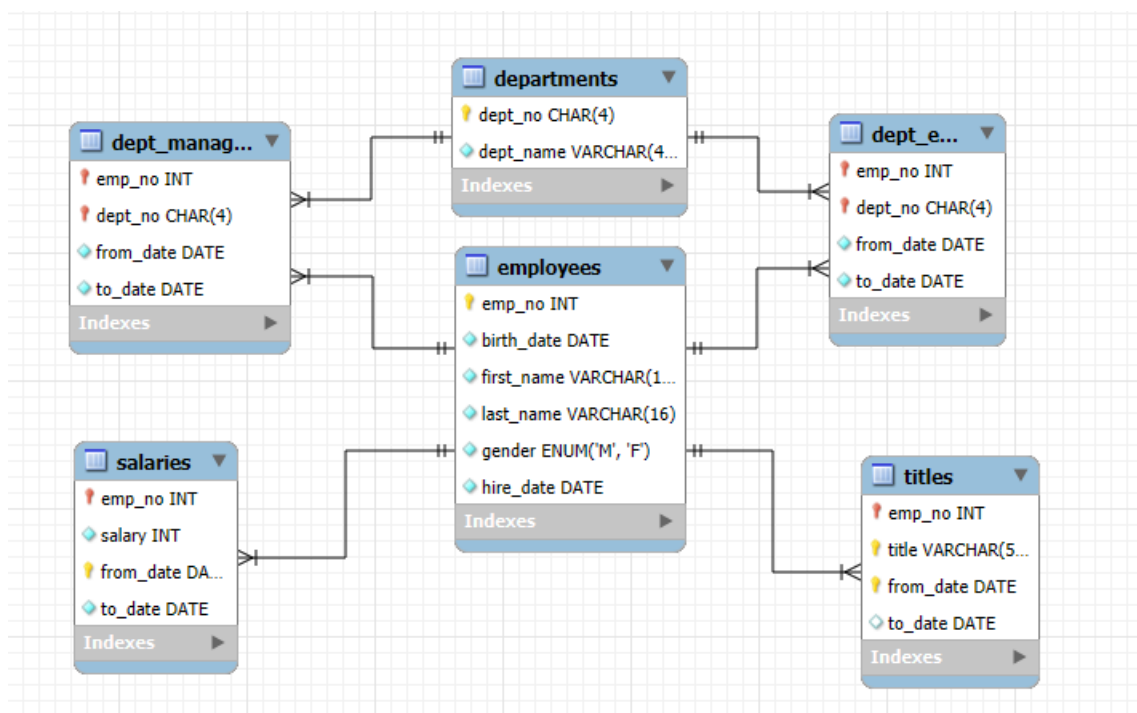 departments
dept_no CHAR(4)
dept_name VARCHAR(4...
Indexes
dept_manag...
emp_no INT
dept_no CHAR(4)
from_date DATE
to_date DATE
Indexes
dept_e...
emp_no INT
dept_no CHAR(4)
from_date DATE
to_date DATE
Indexes
employees
emp_no INT
birth_date DATE
first_name VARCHAR(1...
last_name VARCHAR(16)
gender ENUM('M', 'F')
hire_date DATE
Indexes
salaries
emp_no INT
salary INT
from_date DA...
to_date DATE
Indexes
titles
emp_no INT
title VARCHAR(5...
from_date DATE
to_date DATE
Indexes